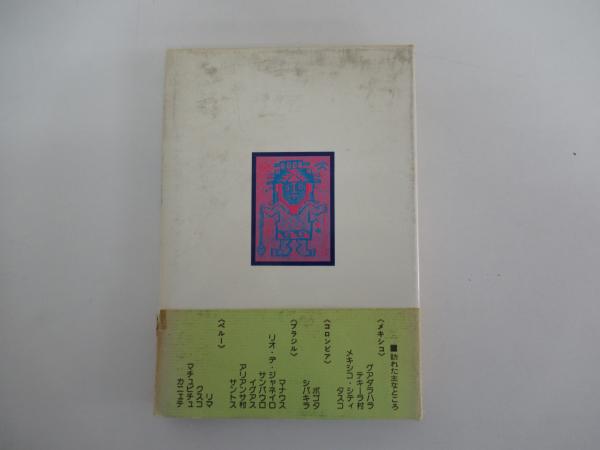 ■訪れた主なところ
〈メキシコ〉
グアダラハラ
テキーラ村
メキシコ・シティ
タスコ
〈コロンビア〉
ボゴタ
シパキラ
〈ブラジル〉
マナウス
リオ・デ・ジャネイロ
サンパウロ
イグアス
アリアンサ村
サントス
〈ペルー〉
リマ
クスコ
マチュピチュ
カニエテ